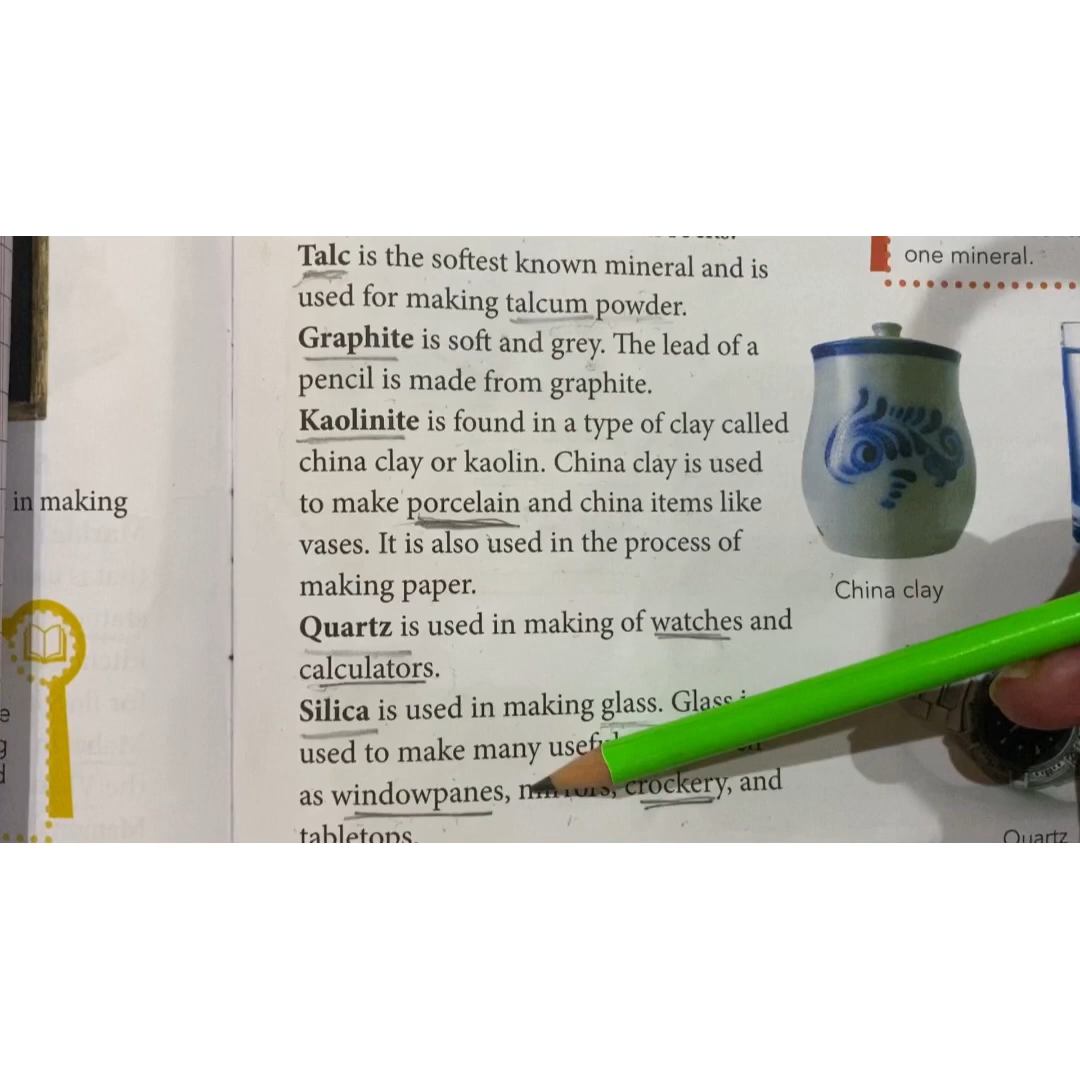 one mineral.
Talc is the softest known mineral and is
used for making talcum powder.
Graphite is soft and grey. The lead of a
pencil is made from graphite.
Kaolinite is found in a type of clay called
china clay or kaolin. China clay is used
to make porcelain and china items like
vases. It is also used in the process of
making paper.
Quartz is used in making of watches and
calculators.
Silica is used in making glass. Glass
used to make many
as windowpanes, mirrors, crockery, and
tabletops.
in making
China clay
Quartz